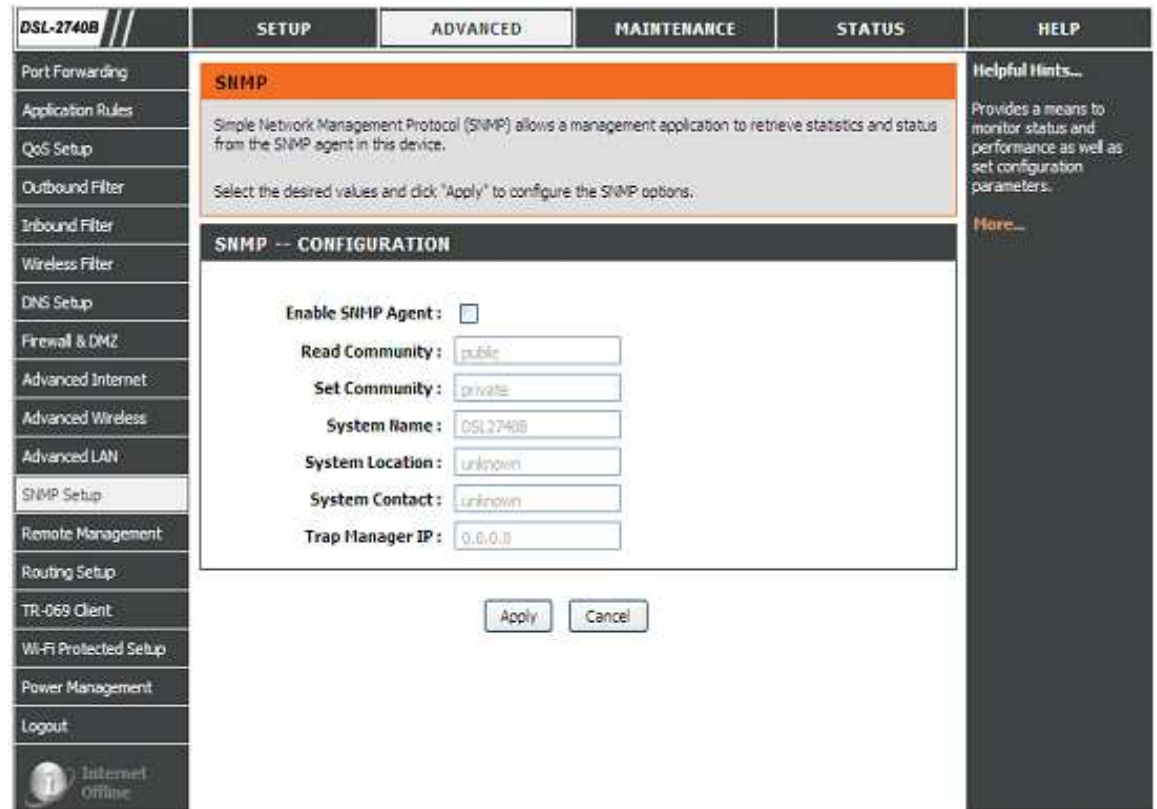 DSL-2740B
SETUP
ADVANCED
MAINTENANCE
STATUS
HELP
Port Forwarding
Application Rules
QoS Setup
Outbound Filter
Inbound Filter
Wireless Filter
DNS Setup
Firewall & DMZ
Advanced Internet
Advanced Wireless
Advanced LAN
SNMP Setup
Remote Management
Routing Setup
TR-069 Client
Wi-Fi Protected Setup
Power Management
Logout
Internet
Offline
SNMP
Simple Network Management Protocol (SNMP) allows a management application to retrieve statistics and status
from the SNMP agent in this device.
Select the desired values and click "Apply" to configure the SNMP options.
SNMP -- CONFIGURATION
Enable SNMP Agent :
Read Community : public
Set Community : private
System Name : DSL2740B
System Location : unknown
System Contact : unknown
Trap Manager IP : 0.0.0.0
Apply
Cancel
Helpful Hints...
Provides a means to
monitor status and
performance as well as
set configuration
parameters.
More...